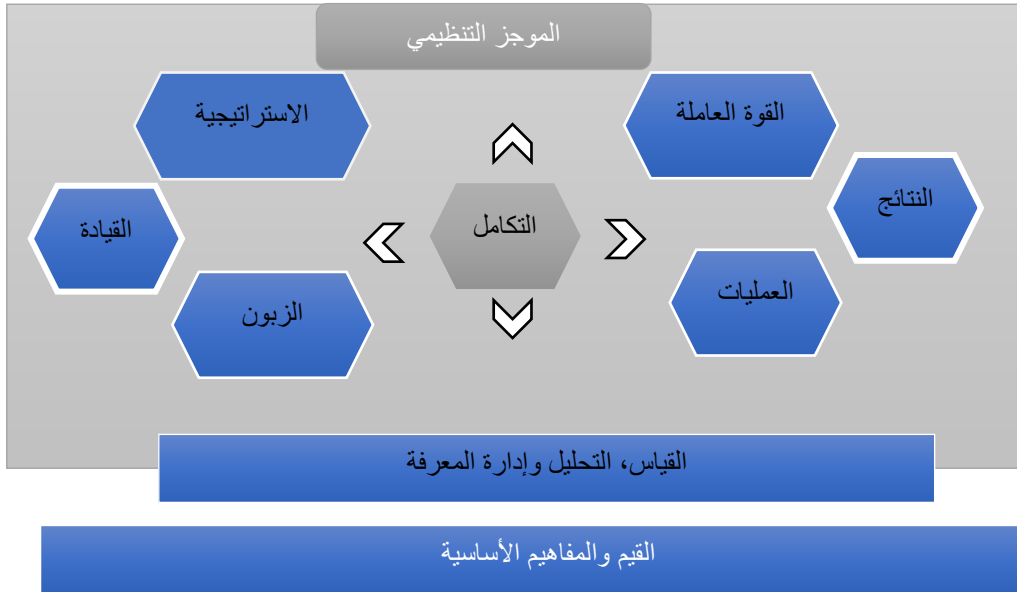 الموجز التنظيمي
القوة العاملة
الاستراتيجية
النتائج
التكامل
القيادة
العمليات
الزبون
القياس، التحليل وإدارة المعرفة
القيم والمفاهيم الأساسية